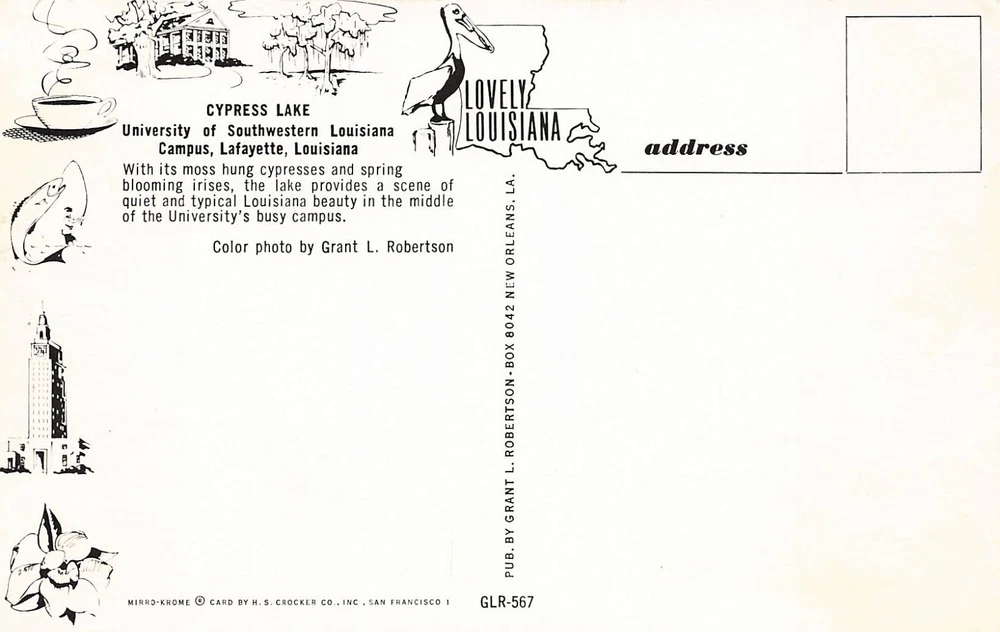 CYPRESS LAKE
University of Southwestern Louisiana
Campus, Lafayette, Louisiana
With its moss hung cypresses and spring
blooming irises, the lake provides a scene of
quiet and typical Louisiana beauty in the middle
of the University's busy campus.
Color photo by Grant L. Robertson
LOVELY
LOUISIANA
address
PUB. BY GRANT L. ROBERTSON-BOX 8042 NEW ORLEANS, LA.
MIRRO-KROME ® CARD BY H. S. CROCKER CO., INC., SAN FRANCISCO 1
GLR-567